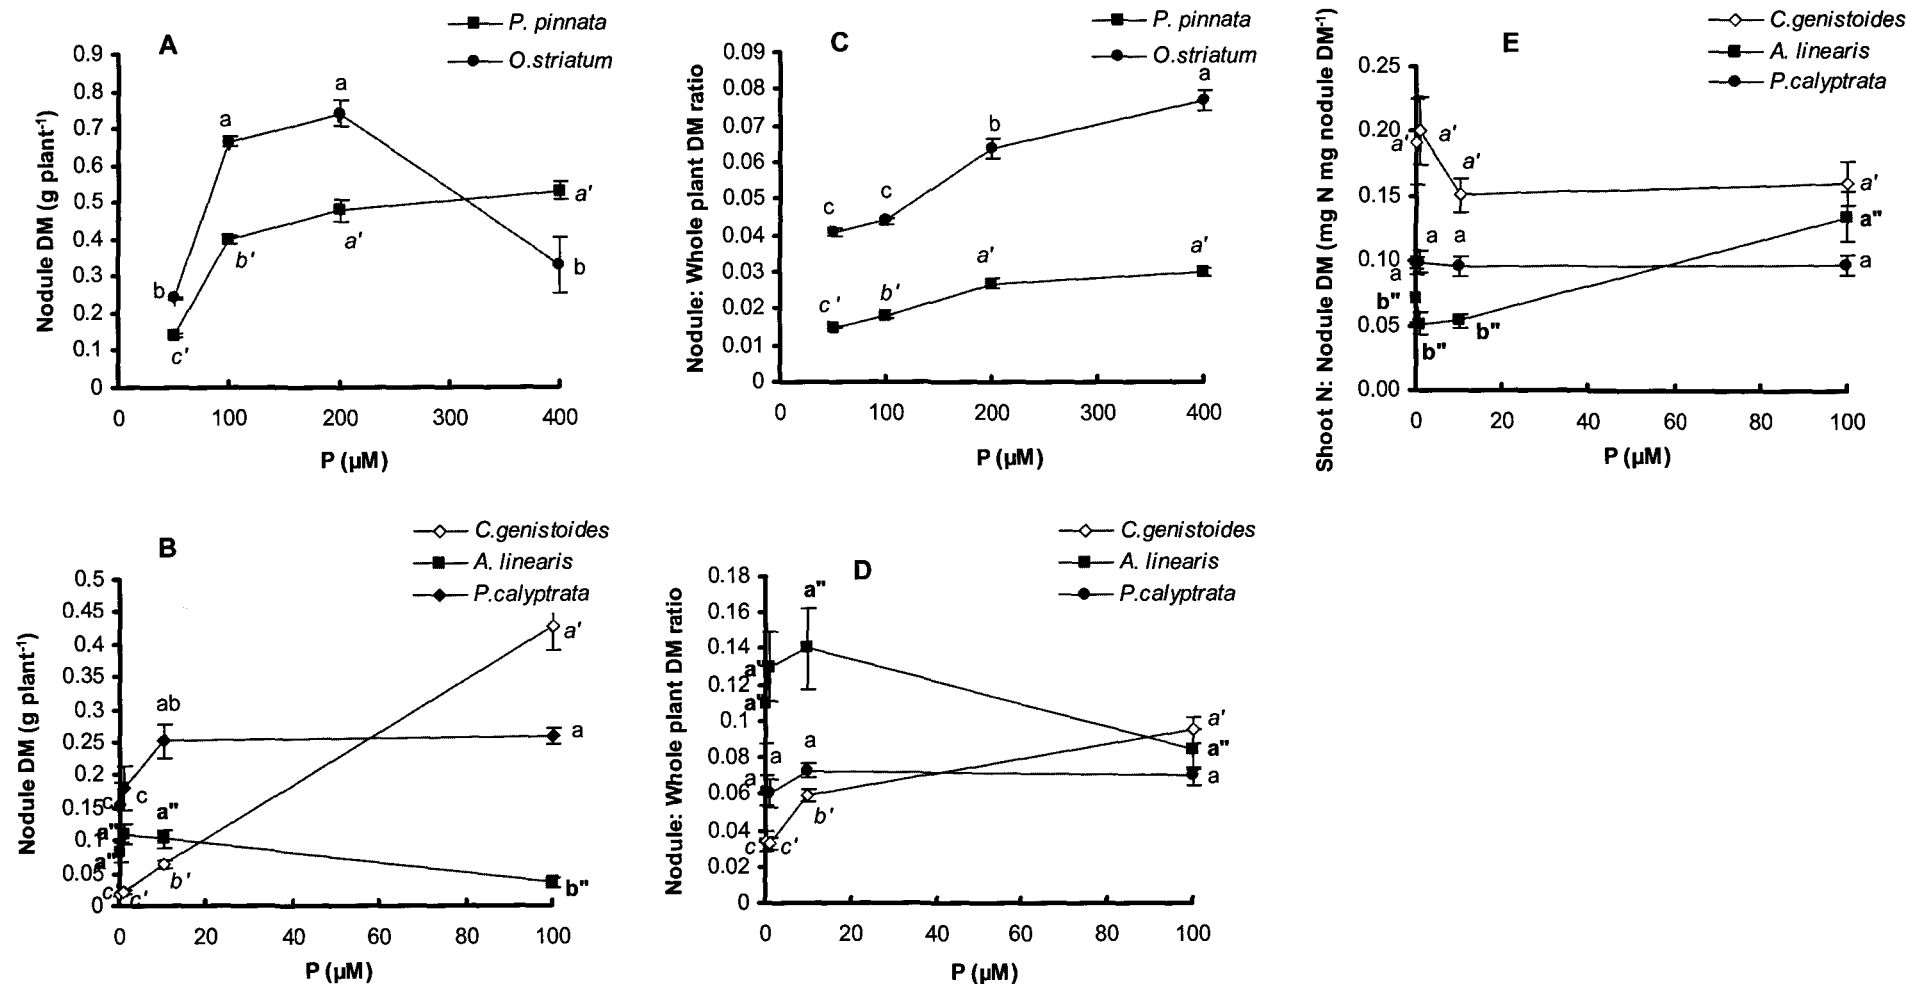 A
P. pinnata
O.striatum
Nodule DM (g plant-1)
0.9
0.8
0.7
0.6
0.5
0.4
0.3
0.2
0.1
0
a
a
b
a'
b'
a'
b
c'
0 100 200 300 400
P (µM)
C
P. pinnata
O.striatum
Nodule: Whole plant DM ratio
0.09
0.08
0.07
0.06
0.05
0.04
0.03
0.02
0.01
0
a
b
c
c
a'
a'
c'
b'
0 100 200 300 400
P (µM)
E
C.genistoides
A. linearis
P.calyptrata
Shoot N: Nodule DM (mg N mg nodule DM-1)
0.25
0.20
0.15
0.10
0.05
0.00
a'
a'
a'
a'
a"
a
a
a
a
b"
b"
b"
0 20 40 60 80 100
P (µM)
B
C.genistoides
A. linearis
P.calyptrata
Nodule DM (g plant-1)
0.5
0.45
0.4
0.35
0.3
0.25
0.2
0.15
0.1
0.05
0
a'
ab
a
c
c
a"
a"
a"
b'
b"
c'
c'
0 20 40 60 80 100
P (µM)
D
C.genistoides
A. linearis
P.calyptrata
Nodule: Whole plant DM ratio
0.18
0.16
0.14
0.12
0.1
0.08
0.06
0.04
0.02
0
a"
a"
a"
a'
a"
a
a
a
a
b'
c'
c'
0 20 40 60 80 100
P (µM)